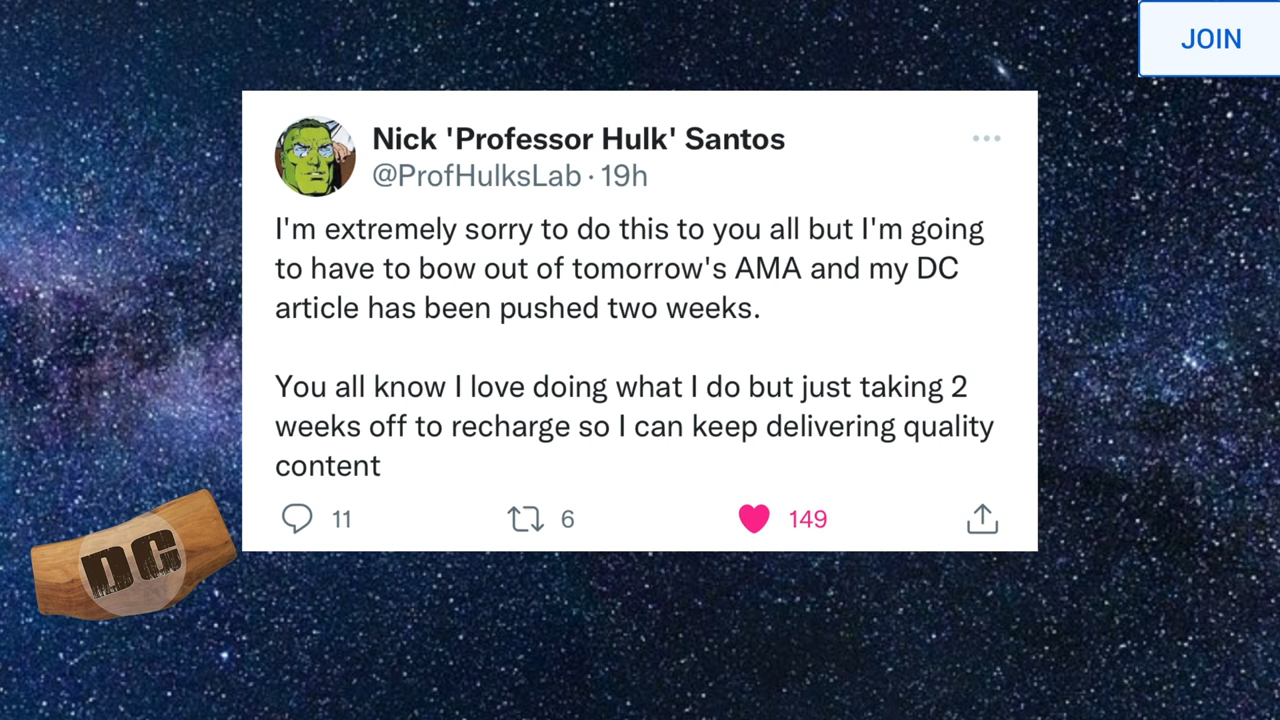 JOIN
Nick 'Professor Hulk' Santos
@ProfHulksLab · 19h
I'm extremely sorry to do this to you all but I'm going
to have to bow out of tomorrow's AMA and my DC
article has been pushed two weeks.
You all know I love doing what I do but just taking 2
weeks off to recharge so I can keep delivering quality
content
11
6
149
DC